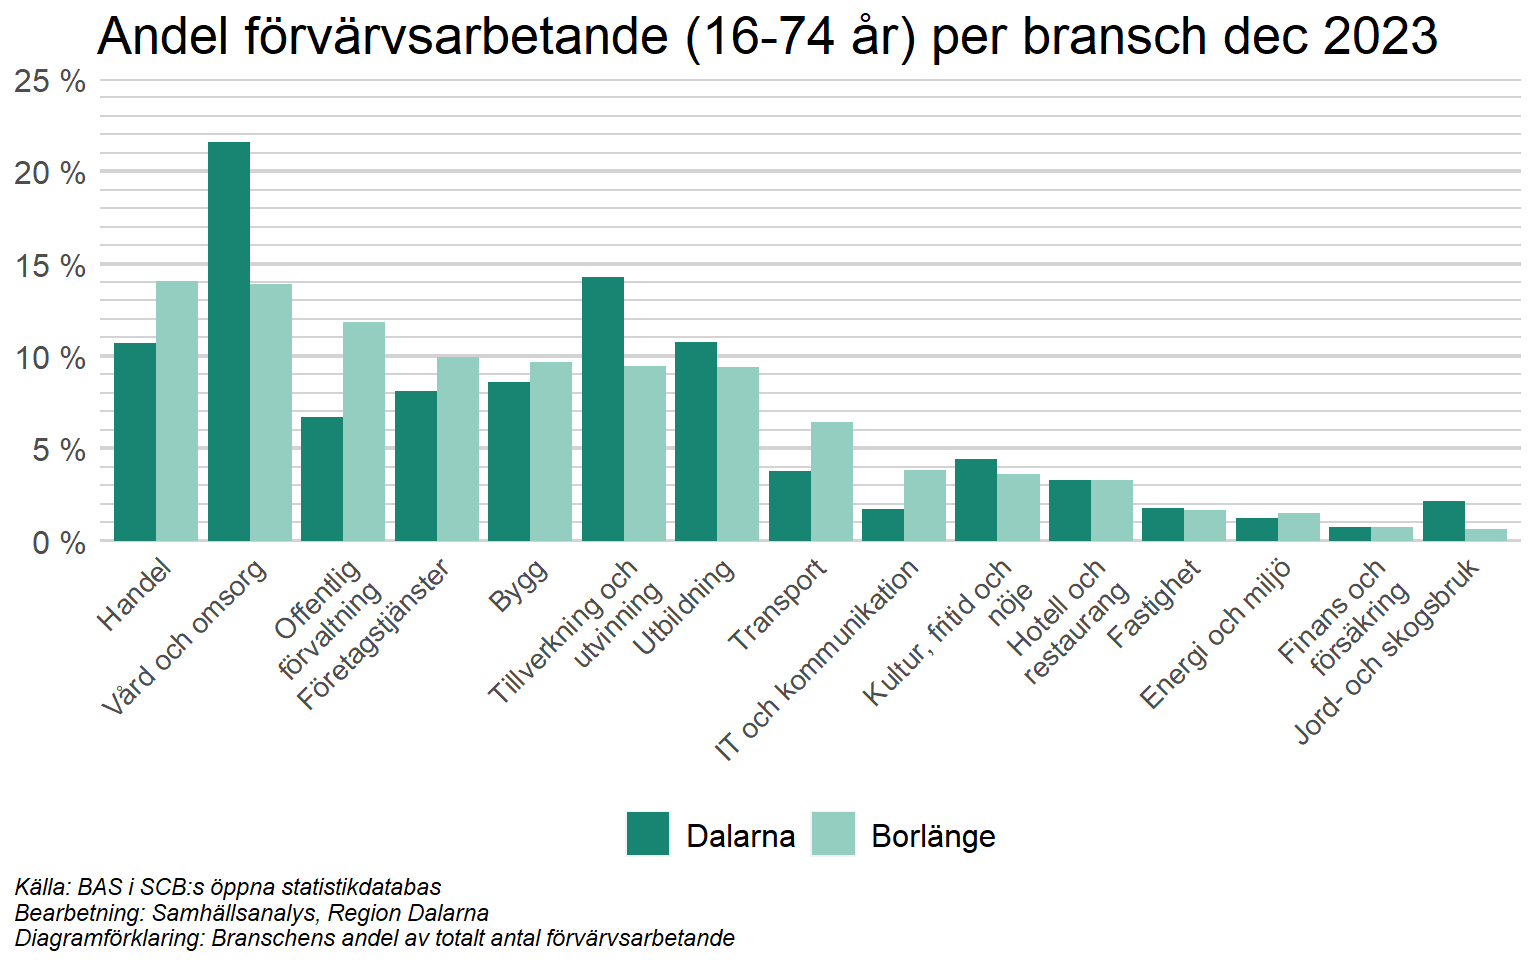 Andel förvärvsarbetande (16-74 år) per bransch dec 2023
25 %
20 %
15 %
10 %
5 %
0 %
Handel
Vård och omsorg
Offentlig
förvaltning
Företagstjänster
Bygg
Tillverkning och
utvinning
Utbildning
Transport
IT och kommunikation
Kultur, fritid och
nöje
Hotell och
restaurang
Fastighet
Energi och miljö
Finans och
försäkring
Jord- och skogsbruk
Dalarna
Borlänge
Källa: BAS i SCB:s öppna statistikdatabas
Bearbetning: Samhällsanalys, Region Dalarna
Diagramförklaring: Branschens andel av totalt antal förvärvsarbetande